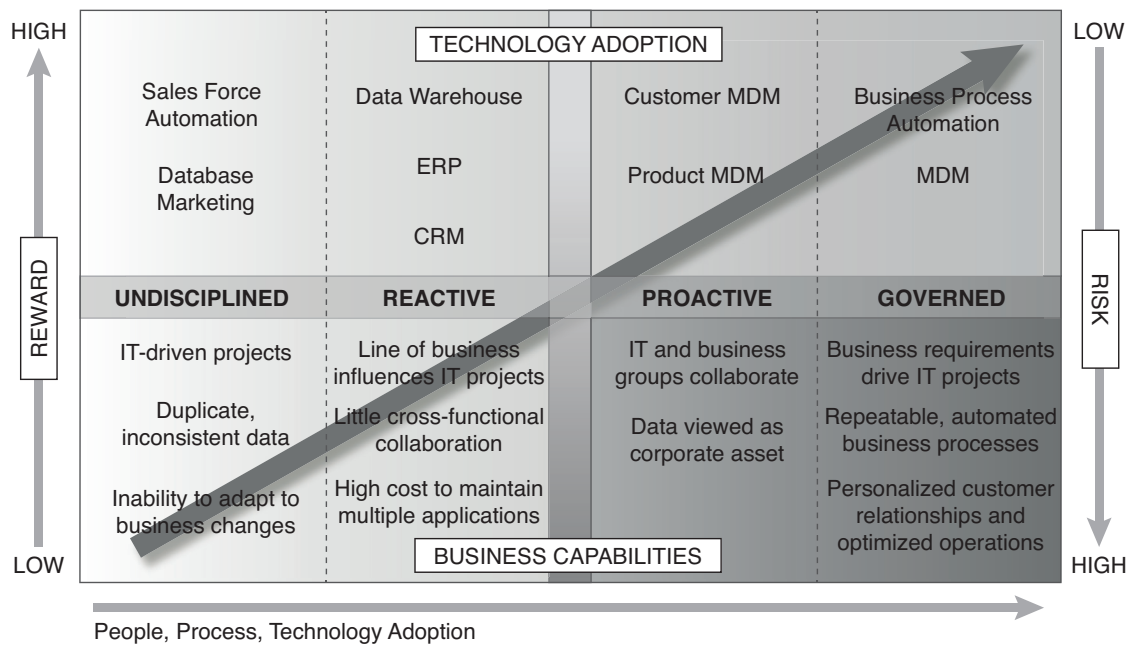 HIGH
TECHNOLOGY ADOPTION
LOW
Sales Force
Automation
Database
Marketing
Data Warehouse
ERP
CRM
Customer MDM
Product MDM
Business Process
Automation
MDM
REWARD
RISK
UNDISCIPLINED
REACTIVE
PROACTIVE
GOVERNED
IT-driven projects
Duplicate,
inconsistent data
Inability to adapt to
business changes
Line of business
influences IT projects
Little cross-functional
collaboration
High cost to maintain
multiple applications
IT and business
groups collaborate
Data viewed as
corporate asset
Business requirements
drive IT projects
Repeatable, automated
business processes
Personalized customer
relationships and
optimized operations
LOW
BUSINESS CAPABILITIES
HIGH
People, Process, Technology Adoption